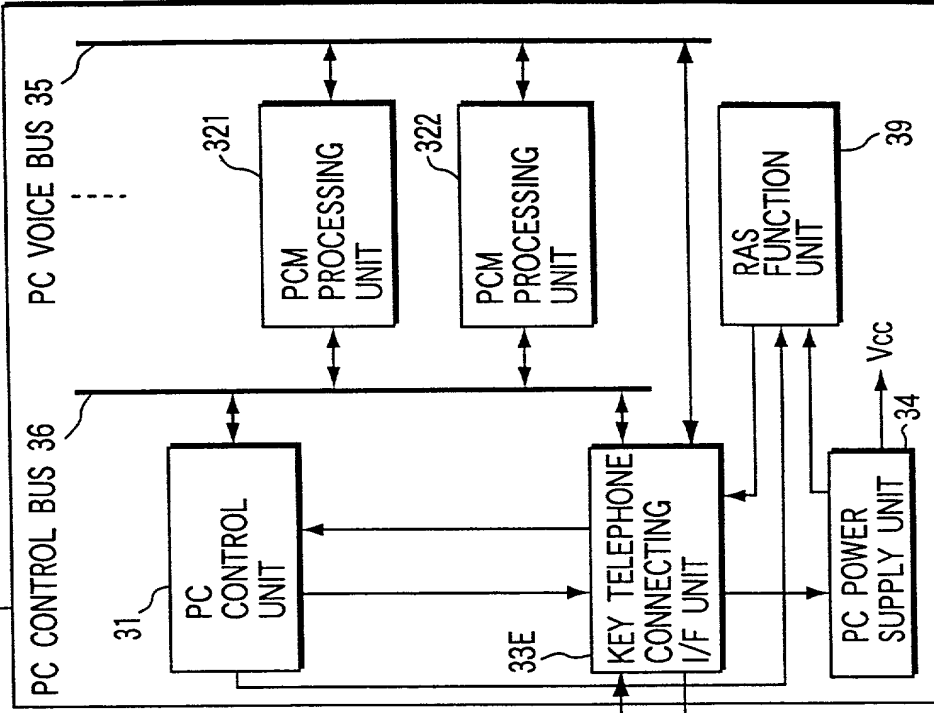 PC VOICE BUS 35
321
PCM
PROCESSING
UNIT
322
PCM
PROCESSING
UNIT
RAS
FUNCTION
UNIT
39
PC CONTROL BUS 36
31
PC
CONTROL
UNIT
33E
KEY TELEPHONE
CONNECTING
I/F UNIT
Vcc
34
PC POWER
SUPPLY UNIT